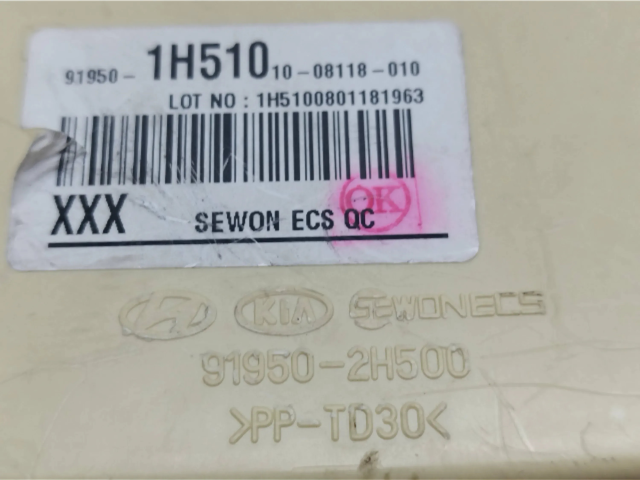 91950- 1H510 10-08118-010
LOT NO : 1H5100801181963
XXX SEWON ECS QC OK
KIA SEWONECS
91950-2H500
>PP-TD30<